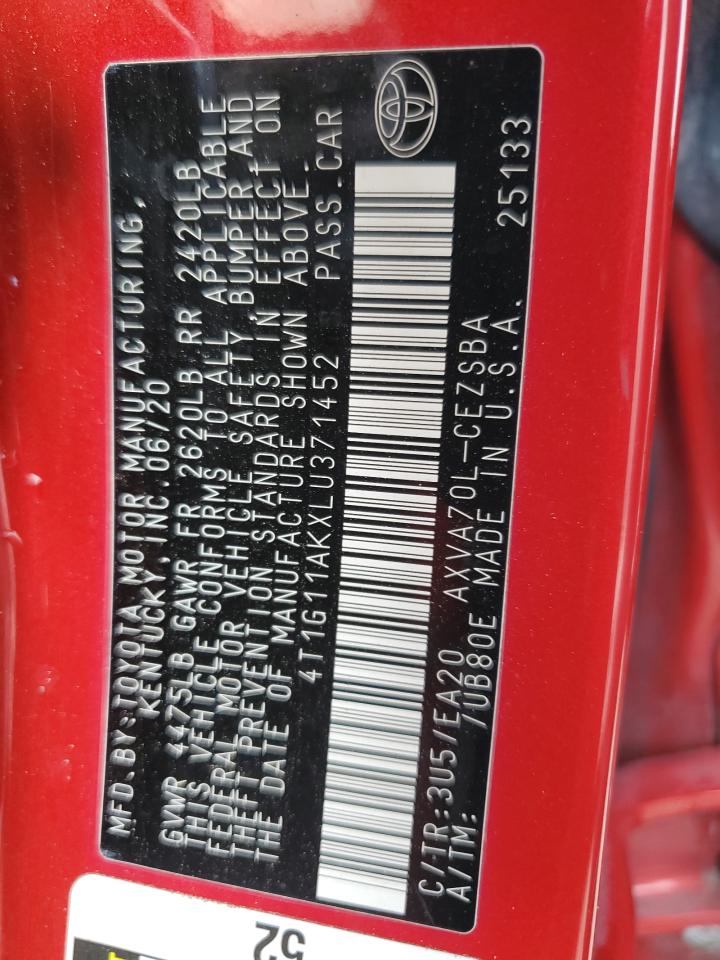 MFD.BY:TOYOTA MOTOR MANUFACTURING,
KENTUCKY,INC.06/20
GVWR 4475LB GAWR FR 2620LB RR 2420LB
THIS VEHICLE CONFORMS TO ALL APPLICABLE
FEDERAL MOTOR VEHICLE SAFETY,BUMPER AND
THEFT PREVENTION STANDARDS IN EFFECT ON
THE DATE OF MANUFACTURE SHOWN ABOVE.
4T1G11AKXLU371452 PASS.CAR
C/TR:3U5/EA20 AXVA70L-CEZSBA
A/TM: 7UB80E MADE IN U.S.A. 25133
52